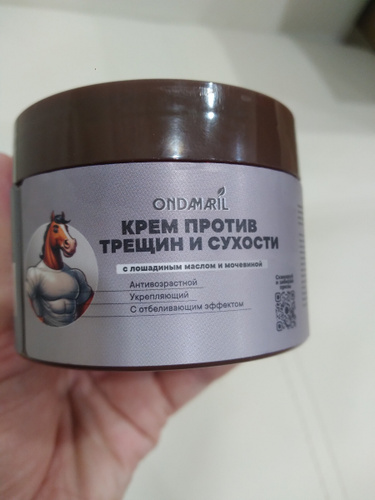 ONDAMARIL
КРЕМ ПРОТИВ
ТРЕЩИН И СУХОСТИ
с лошадиным маслом и мочевиной
Антивозрастной
Укрепляющий
С отбеливающим эффектом